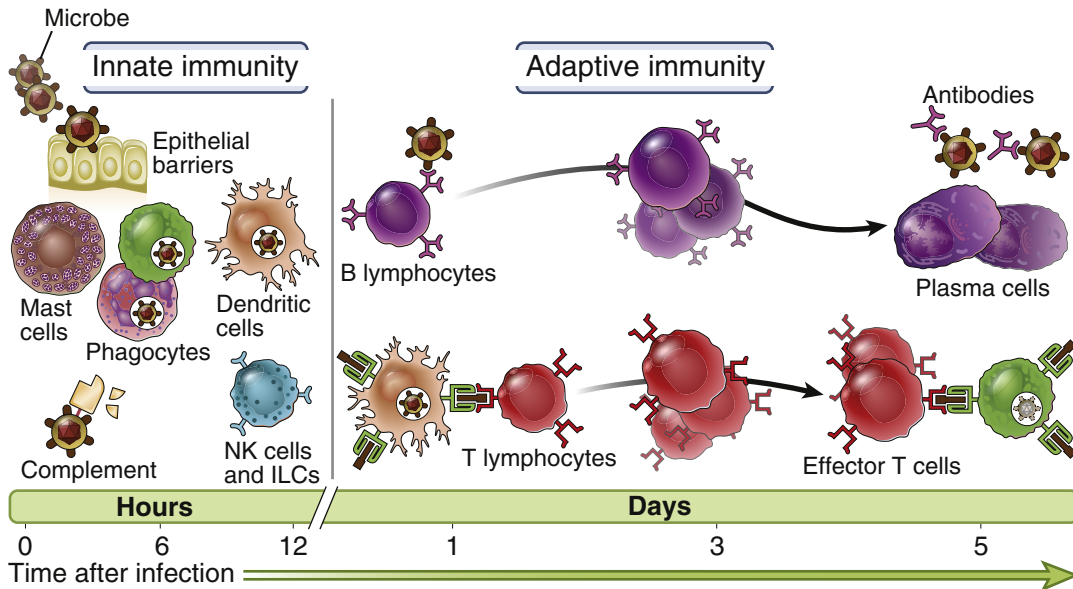 Microbe
Innate immunity
Adaptive immunity
Epithelial
barriers
Antibodies
Mast
cells
Phagocytes
Dendritic
cells
B lymphocytes
Plasma cells
Complement
NK cells
and ILCs
T lymphocytes
Effector T cells
Hours
Days
0
6
12
1
3
5
Time after infection